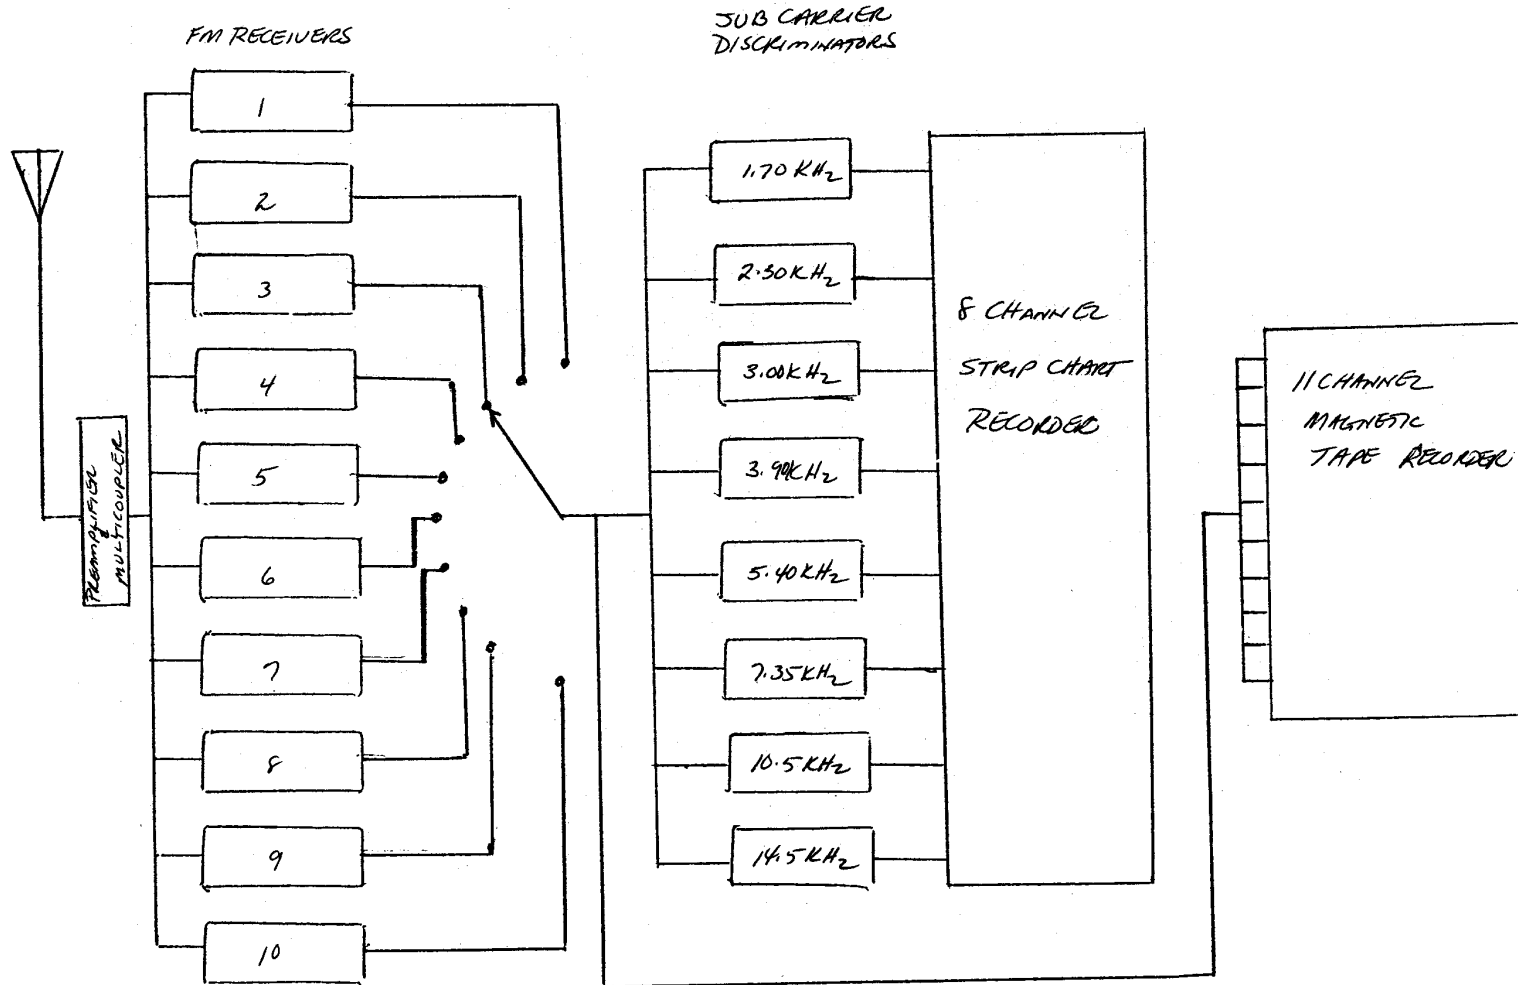 FM RECEIVERS
SUB CARRIER
DISCRIMINATORS
1
2
3
4
5
6
7
8
9
10
PREAMPLIFIER
&
MULTICOUPLER
1.70 KHz
2.30 KHz
3.00 KHz
3.90 KHz
5.40 KHz
7.35 KHz
10.5 KHz
14.5 KHz
8 CHANNEL
STRIP CHART
RECORDER
11 CHANNEL
MAGNETIC
TAPE RECORDER